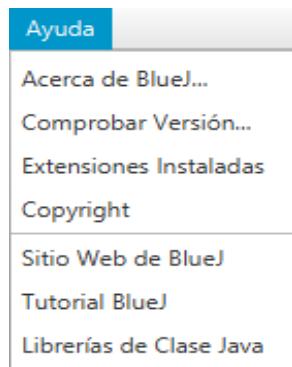 Ayuda
Acerca de BlueJ...
Comprobar Versión...
Extensiones Instaladas
Copyright
Sitio Web de BlueJ
Tutorial BlueJ
Librerías de Clase Java